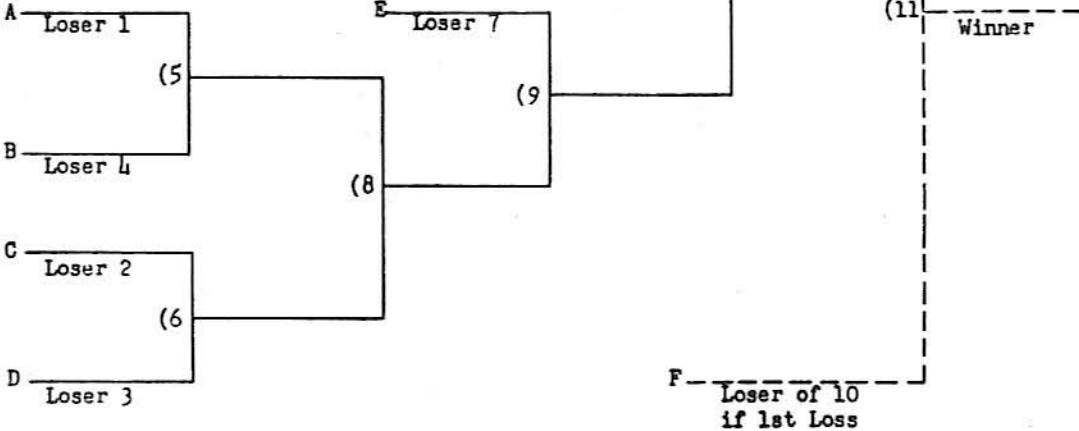 A Loser 1
E Loser 7
(11 Winner
(5
(9
B Loser 4
(8
C Loser 2
(6
D Loser 3
F Loser of 10
if 1st Loss